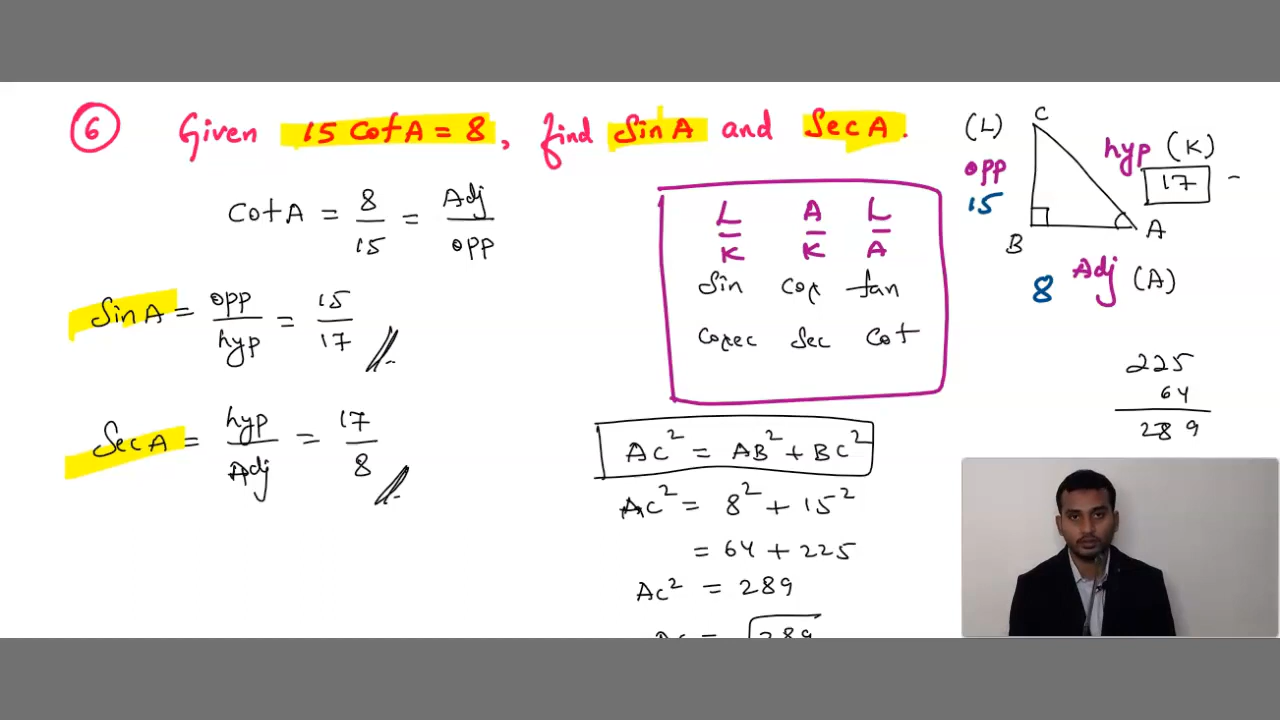 6 Given 15 Cot A = 8, find Sin A and Sec A.
Cot A = 8/15 = Adj/opp
Sin A = opp/hyp = 15/17
Sec A = hyp/Adj = 17/8
L/K A/K L/A
Sin cos tan
cosec Sec cot
AC² = AB² + BC²
AC² = 8² + 15²
= 64 + 225
AC² = 289
AC = √289
C
(L)
opp
15
hyp (K)
17
B
A
8 Adj (A)
225
64
289